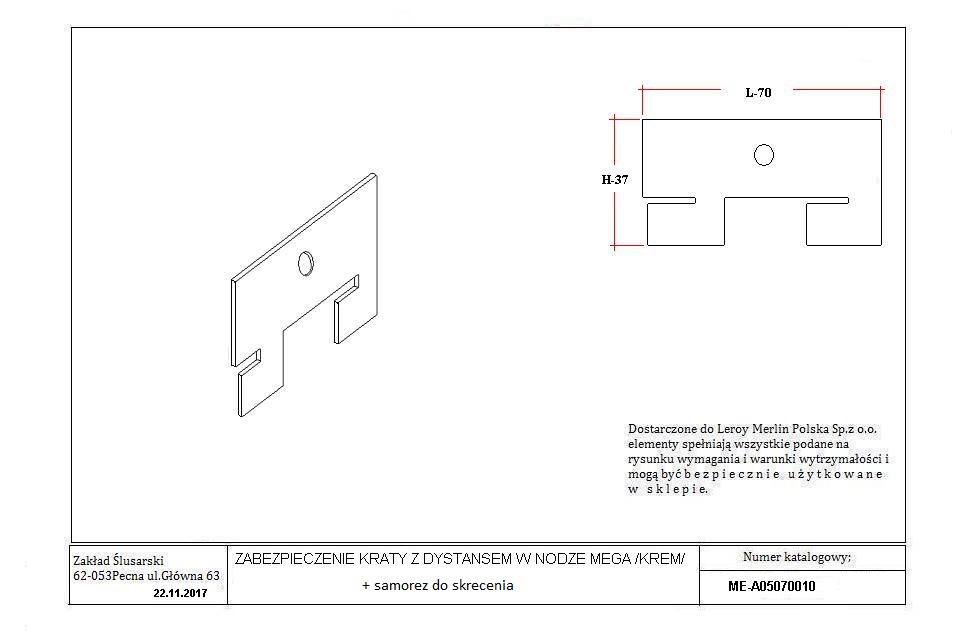 L-70
H-37
Dostarczone do Leroy Merlin Polska Sp.z o.o.
elementy spełniają wszystkie podane na
rysunku wymagania i warunki wytrzymałości i
mogą być bezpiecznie użytkowane
w sklepie.
Zakład Ślusarski
62-053Pecna ul.Główna 63
22.11.2017
ZABEZPIECZENIE KRATY Z DYSTANSEM W NODZE MEGA /KREM/
+ samorez do skrecenia
Numer katalogowy;
ME-A05070010